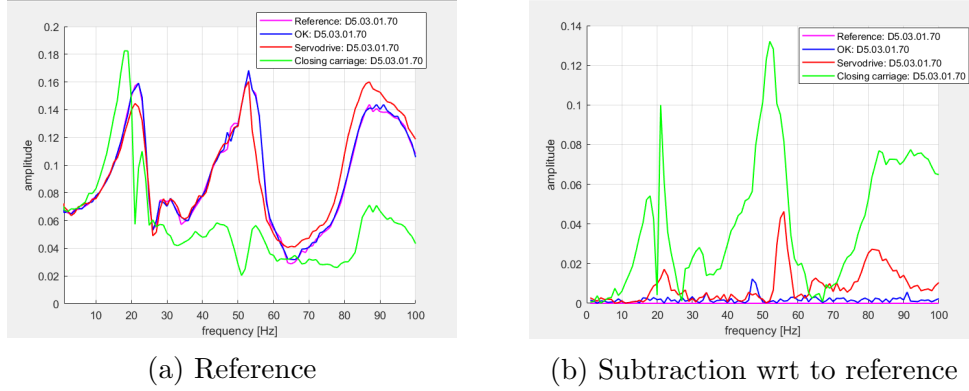 0.2
0.18
0.16
0.14
0.12
0.1
0.08
0.06
0.04
0.02
0
amplitude
10 20 30 40 50 60 70 80 90 100
frequency [Hz]
Reference: D5.03.01.70
OK: D5.03.01.70
Servodrive: D5.03.01.70
Closing carriage: D5.03.01.70
(a) Reference
0.14
0.12
0.1
0.08
0.06
0.04
0.02
0
amplitude
0 10 20 30 40 50 60 70 80 90 100
frequency [Hz]
Reference: D5.03.01.70
OK: D5.03.01.70
Servodrive: D5.03.01.70
Closing carriage: D5.03.01.70
(b) Subtraction wrt to reference